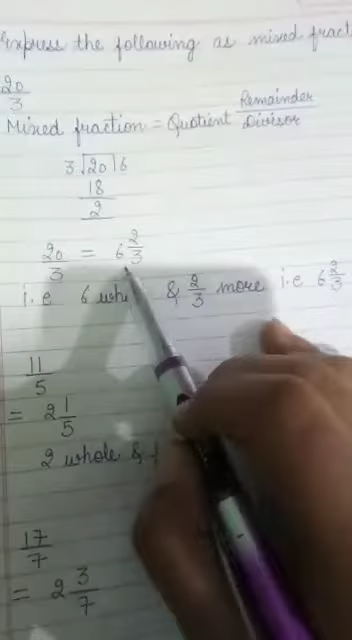 Express the following as mixed fract
20/3
Mixed fraction = Quotient Remainder/Divisor
3 √20 ) 6
18
2
20/3 = 6 2/3
i.e 6 who & 2/3 more i.e 6 2/3
11/5
= 2 1/5
2 whole &
17/7
= 2 3/7